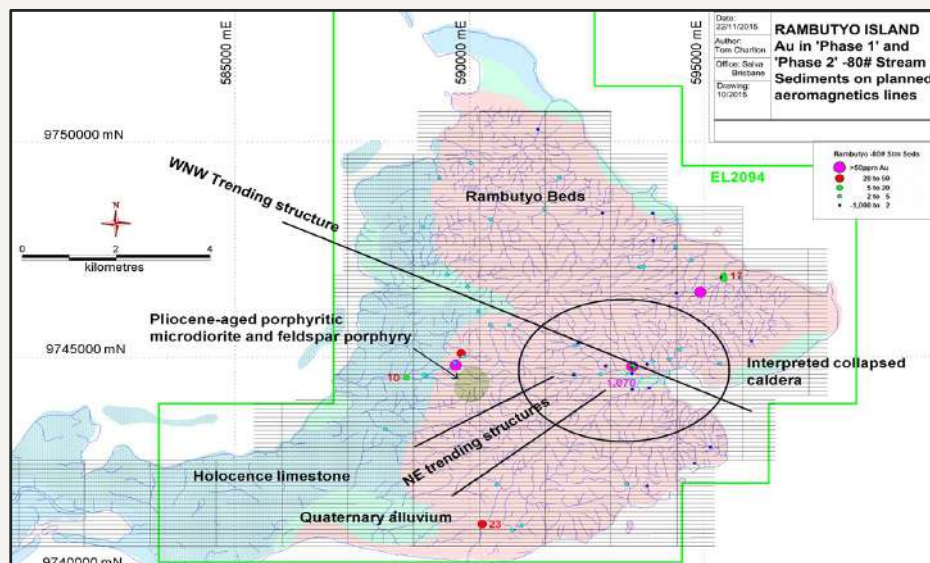 Date:
22/11/2015
Author:
Tom Charlton
Office: Salva
Brisbane
Drawing:
10/2015
RAMBUTYO ISLAND
Au in 'Phase 1' and
'Phase 2' -80# Stream
Sediments on planned
aeromagnetics lines
585000 mE
590000 mE
595000 mE
9750000 mN
Rambutyo -80# Stm Seds
>50ppm Au
20 to 50
5 to 20
2 to 5
-1,000 to 2
EL2094
WNW Trending structure
Rambutyo Beds
N
0 2 4
kilometres
17
Pliocene-aged porphyritic
microdiorite and feldspar porphyry
9745000 mN
Interpreted collapsed
caldera
10
1,070
NE trending structures
Holocence limestone
Quaternary alluvium
23
9740000 mN